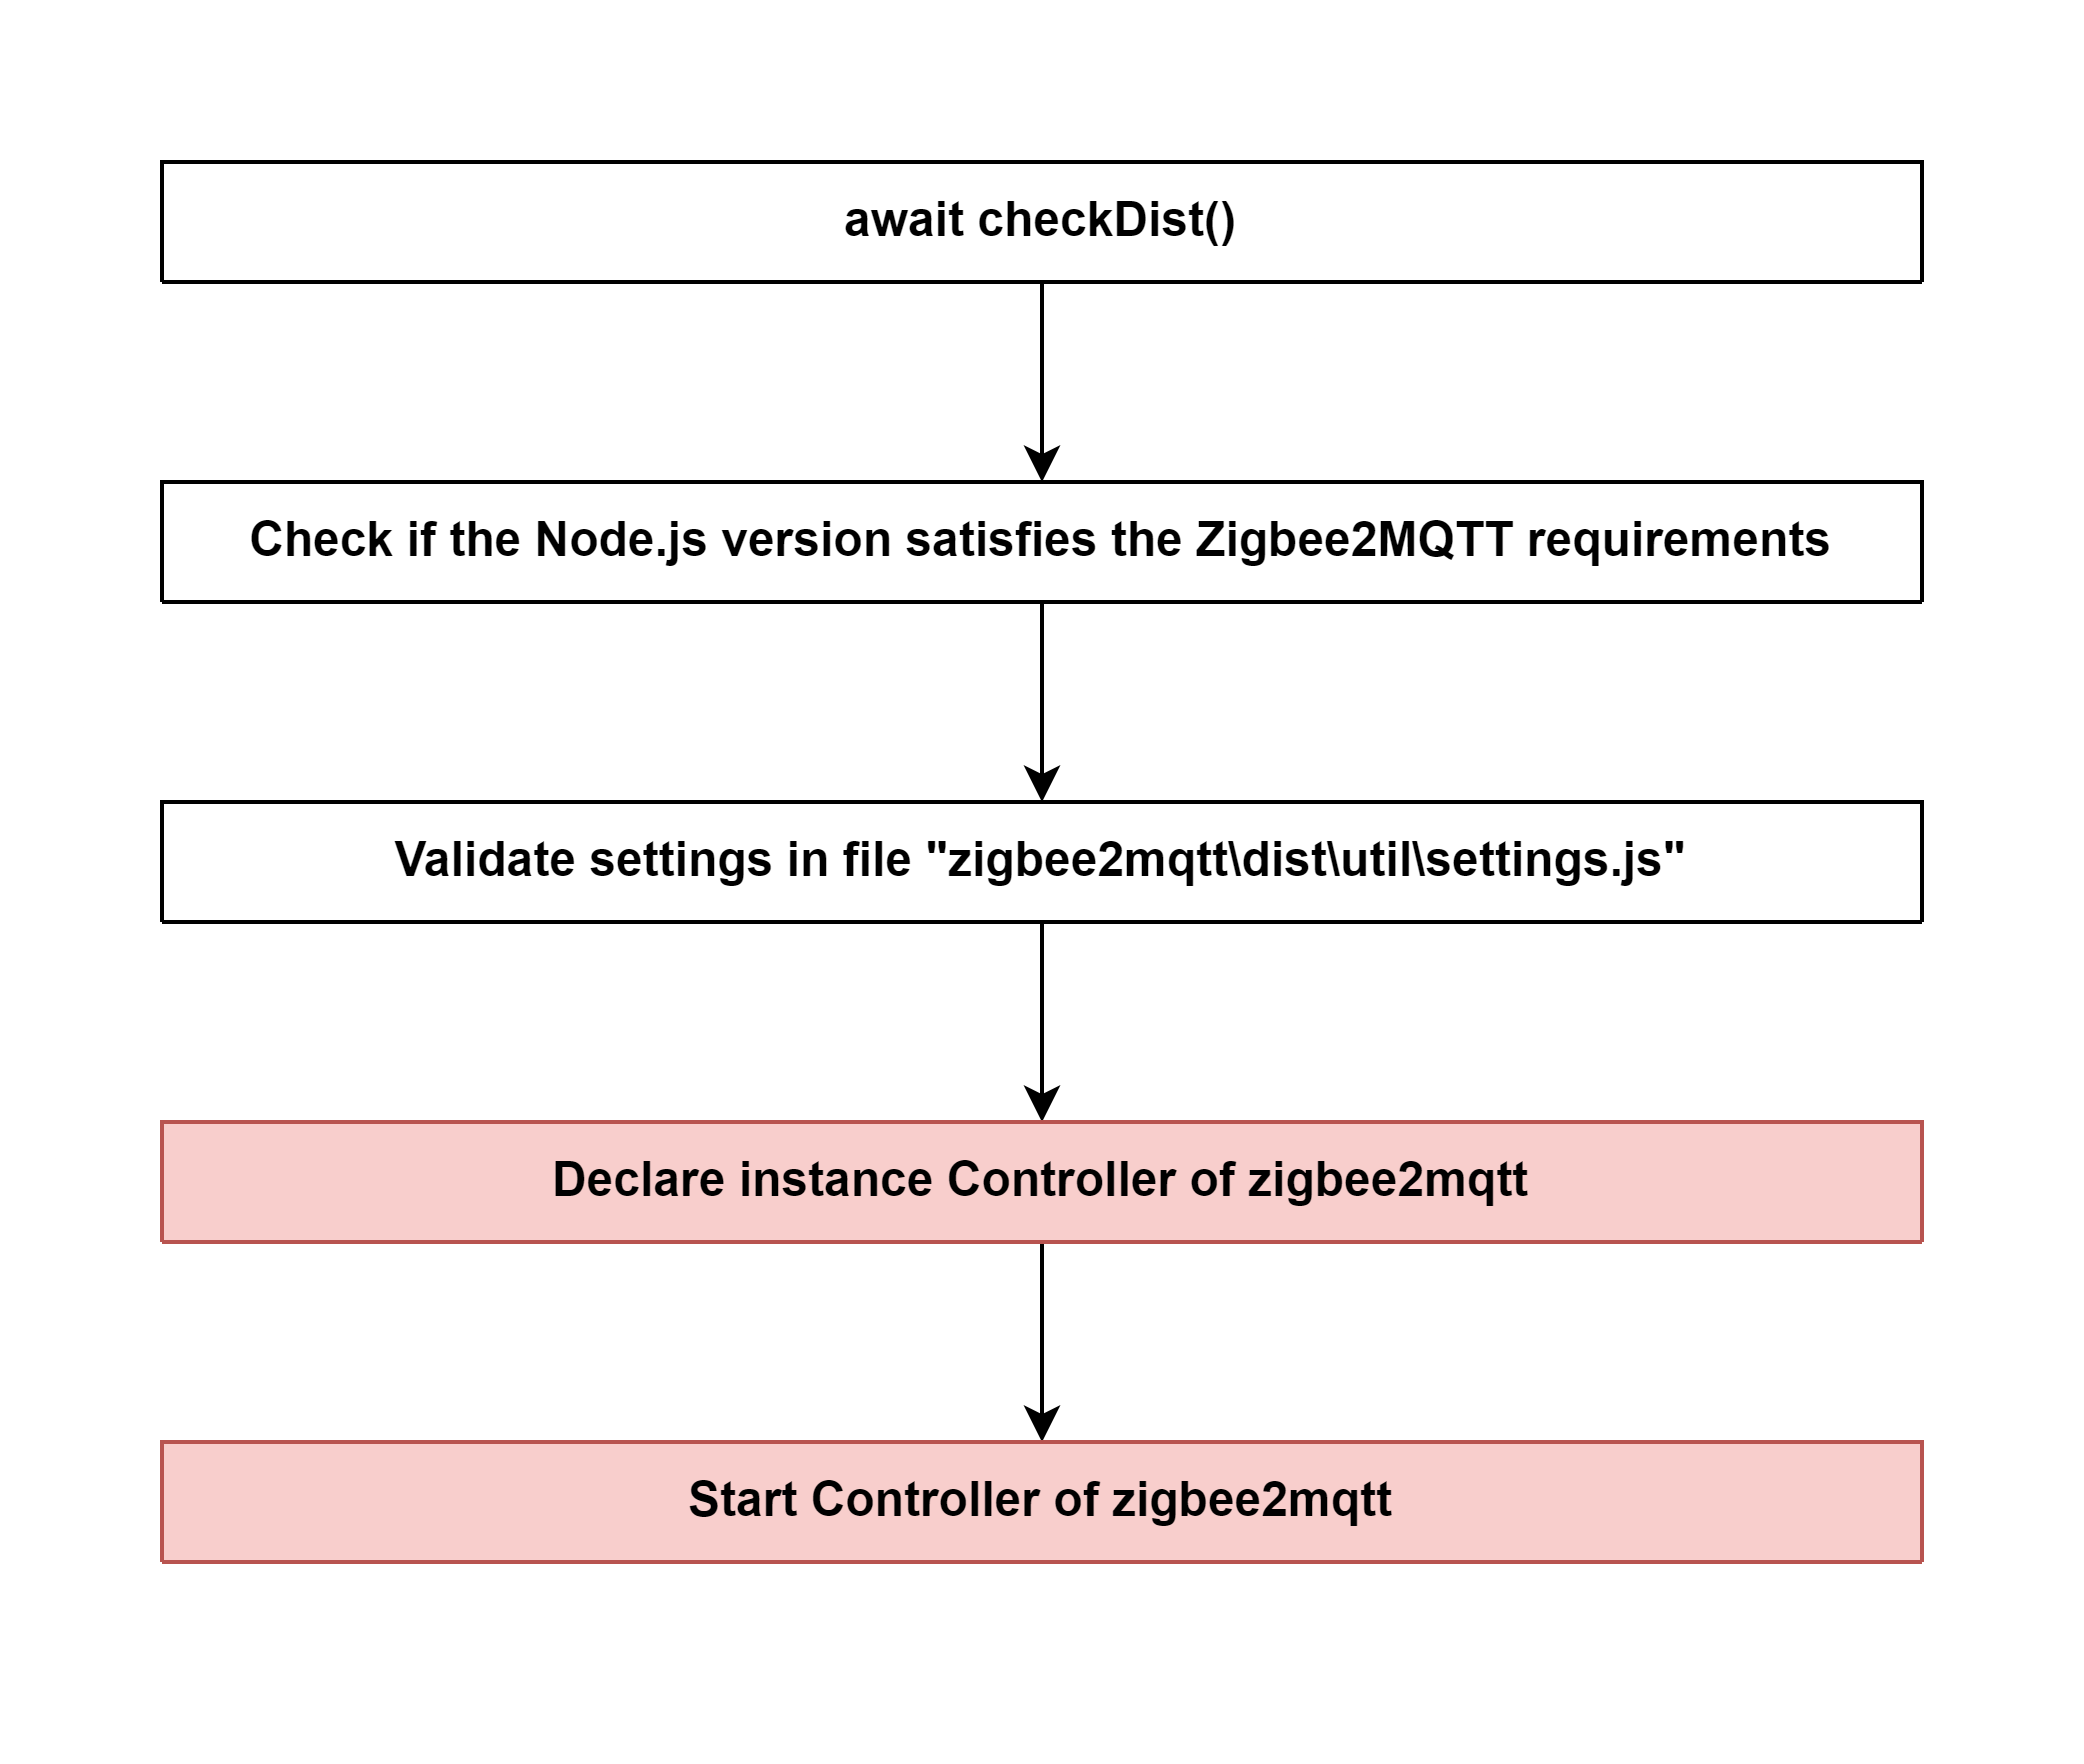 await checkDist()
Check if the Node.js version satisfies the Zigbee2MQTT requirements
Validate settings in file "zigbee2mqtt\dist\util\settings.js"
Declare instance Controller of zigbee2mqtt
Start Controller of zigbee2mqtt